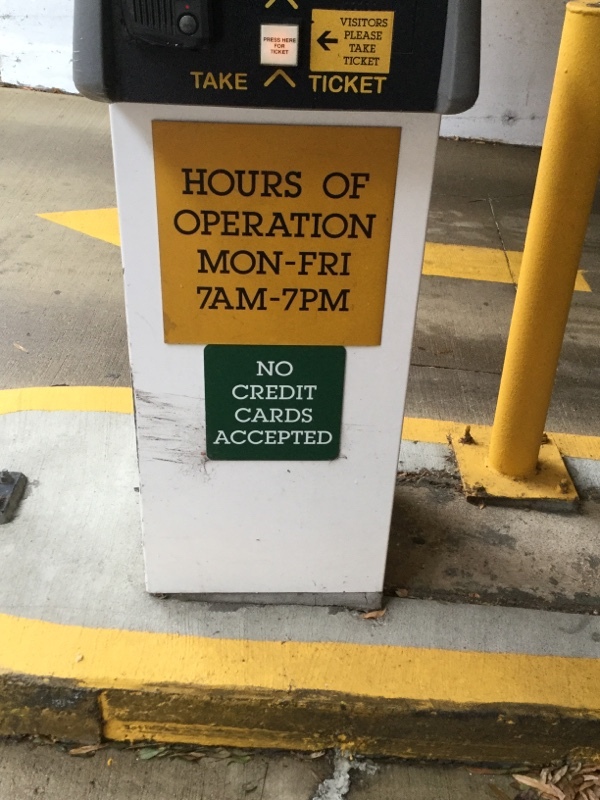 PRESS HERE
FOR
TICKET
VISITORS
PLEASE
TAKE
TICKET
TAKE TICKET
HOURS OF
OPERATION
MON-FRI
7AM-7PM
NO
CREDIT
CARDS
ACCEPTED